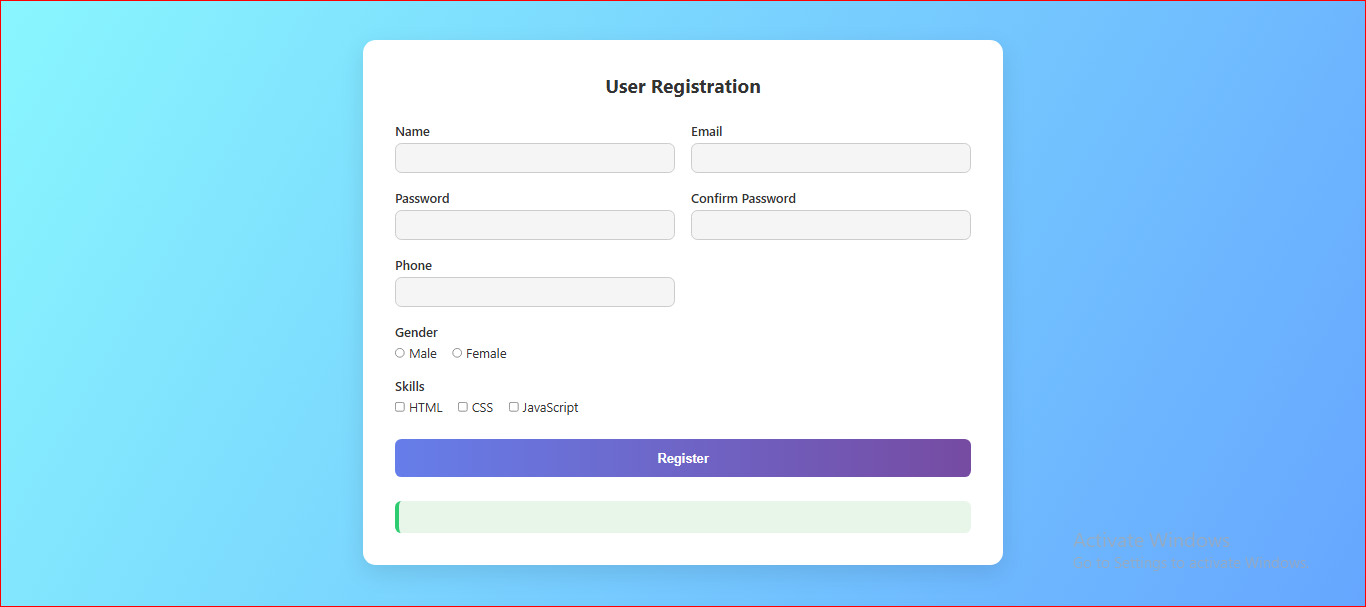 User Registration
Name Email
Password Confirm Password
Phone
Gender
Male Female
Skills
HTML CSS JavaScript
Register
Activate Windows
Go to Settings to activate Windows.